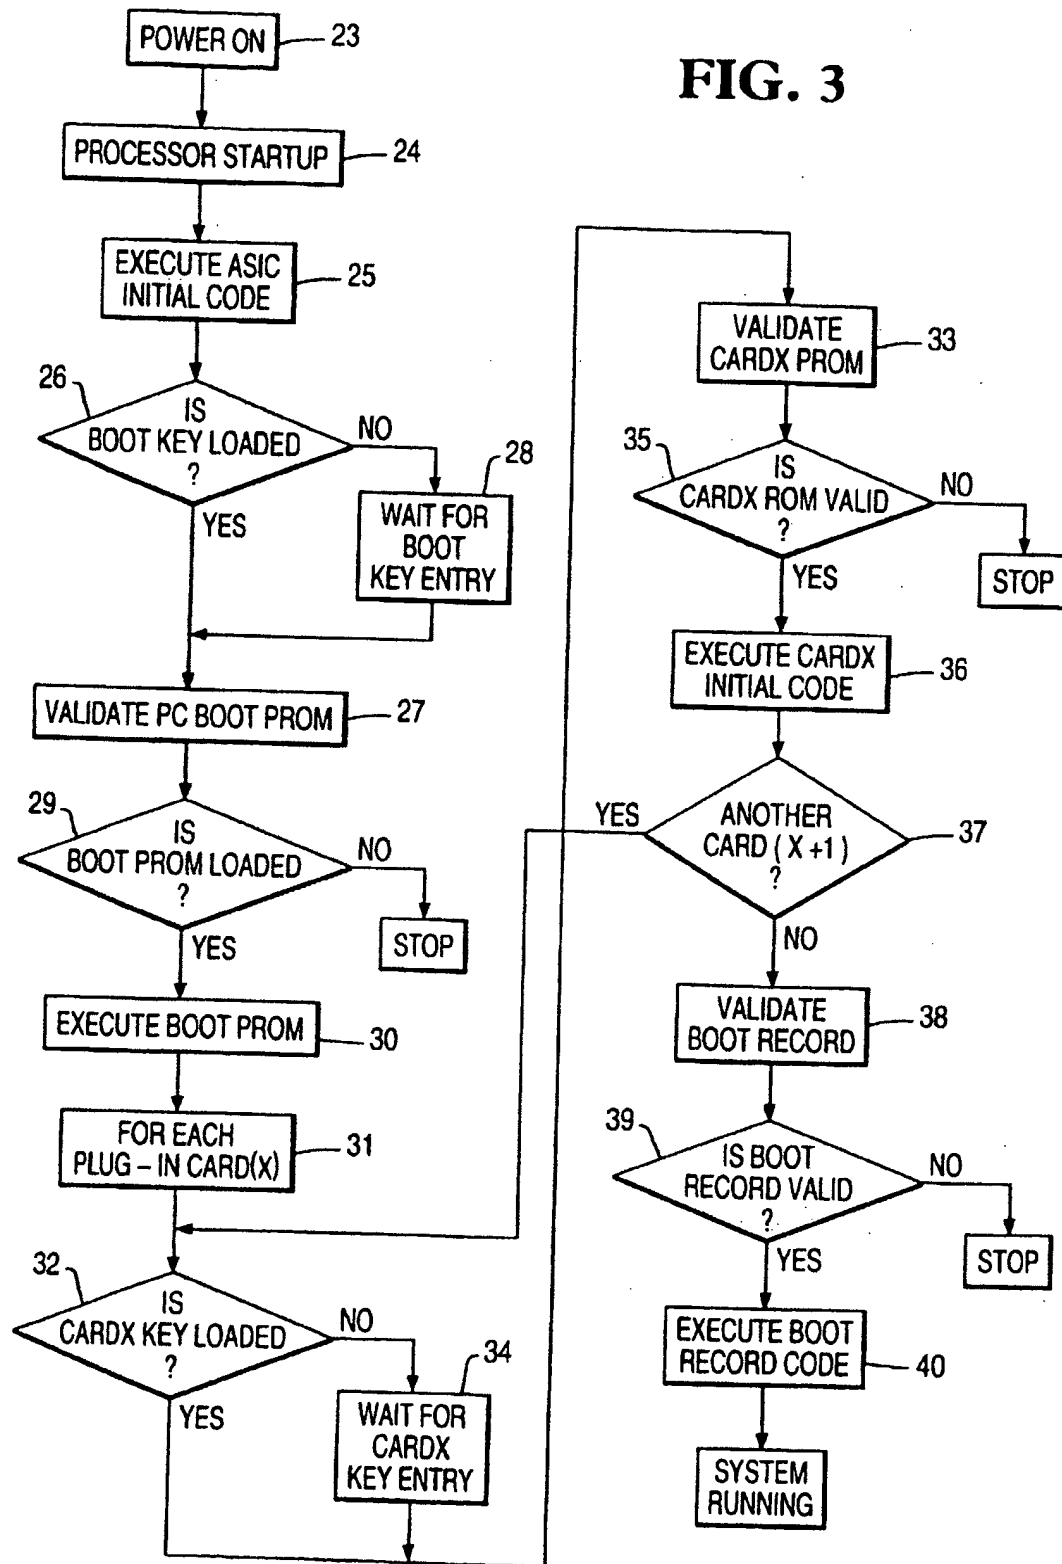 FIG. 3
POWER ON
23
PROCESSOR STARTUP
24
EXECUTE ASIC
INITIAL CODE
25
26
IS
BOOT KEY LOADED
?
NO
YES
28
WAIT FOR
BOOT
KEY ENTRY
VALIDATE PC BOOT PROM
27
29
IS
BOOT PROM LOADED
?
NO
STOP
YES
EXECUTE BOOT PROM
30
FOR EACH
PLUG – IN CARD(X)
31
32
IS
CARDX KEY LOADED
?
NO
YES
34
WAIT FOR
CARDX
KEY ENTRY
VALIDATE
CARDX PROM
33
35
IS
CARDX ROM VALID
?
NO
STOP
YES
EXECUTE CARDX
INITIAL CODE
36
YES
ANOTHER
CARD ( X +1 )
?
37
NO
VALIDATE
BOOT RECORD
38
39
IS BOOT
RECORD VALID
?
NO
STOP
YES
EXECUTE BOOT
RECORD CODE
40
SYSTEM
RUNNING